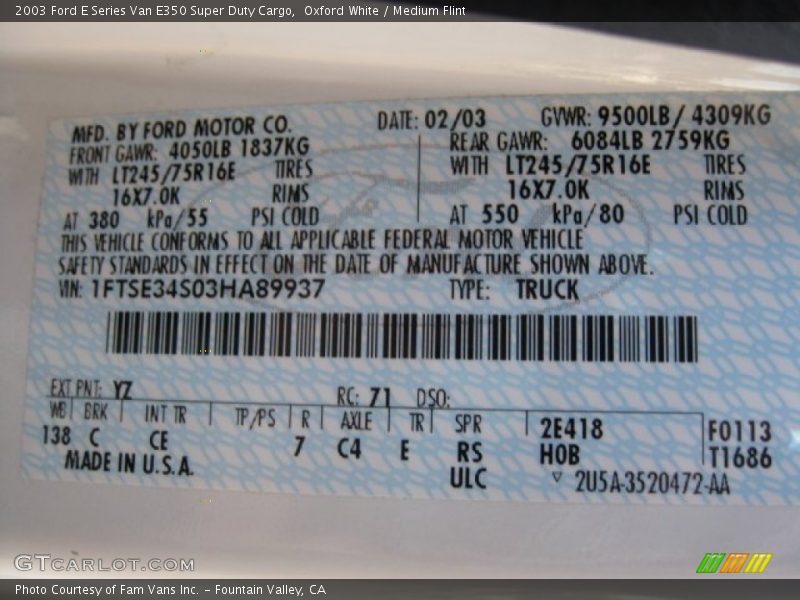 2003 Ford E Series Van E350 Super Duty Cargo,  Oxford White / Medium Flint
MFD. BY FORD MOTOR CO. DATE: 02/03 GVWR: 9500LB/ 4309KG
FRONT GAWR: 4050LB 1837KG REAR GAWR: 6084LB 2759KG
WITH LT245/75R16E TIRES WITH LT245/75R16E TIRES
16X7.0K RIMS 16X7.0K RIMS
AT 380 kPa/55 PSI COLD AT 550 kPa/80 PSI COLD
THIS VEHICLE CONFORMS TO ALL APPLICABLE FEDERAL MOTOR VEHICLE
SAFETY STANDARDS IN EFFECT ON THE DATE OF MANUFACTURE SHOWN ABOVE.
VIN: 1FTSE34S03HA89937 TYPE: TRUCK
EXT PNT: YZ RC: 71 DSO:
WB BRK INT TR TP/PS R AXLE TR SPR 2E418 F0113
138 C CE 7 C4 E RS H0B T1686
MADE IN U.S.A. ULC ▽ 2U5A-3520472-AA
GTCARLOT.COM
Photo Courtesy of Fam Vans Inc. – Fountain Valley, CA